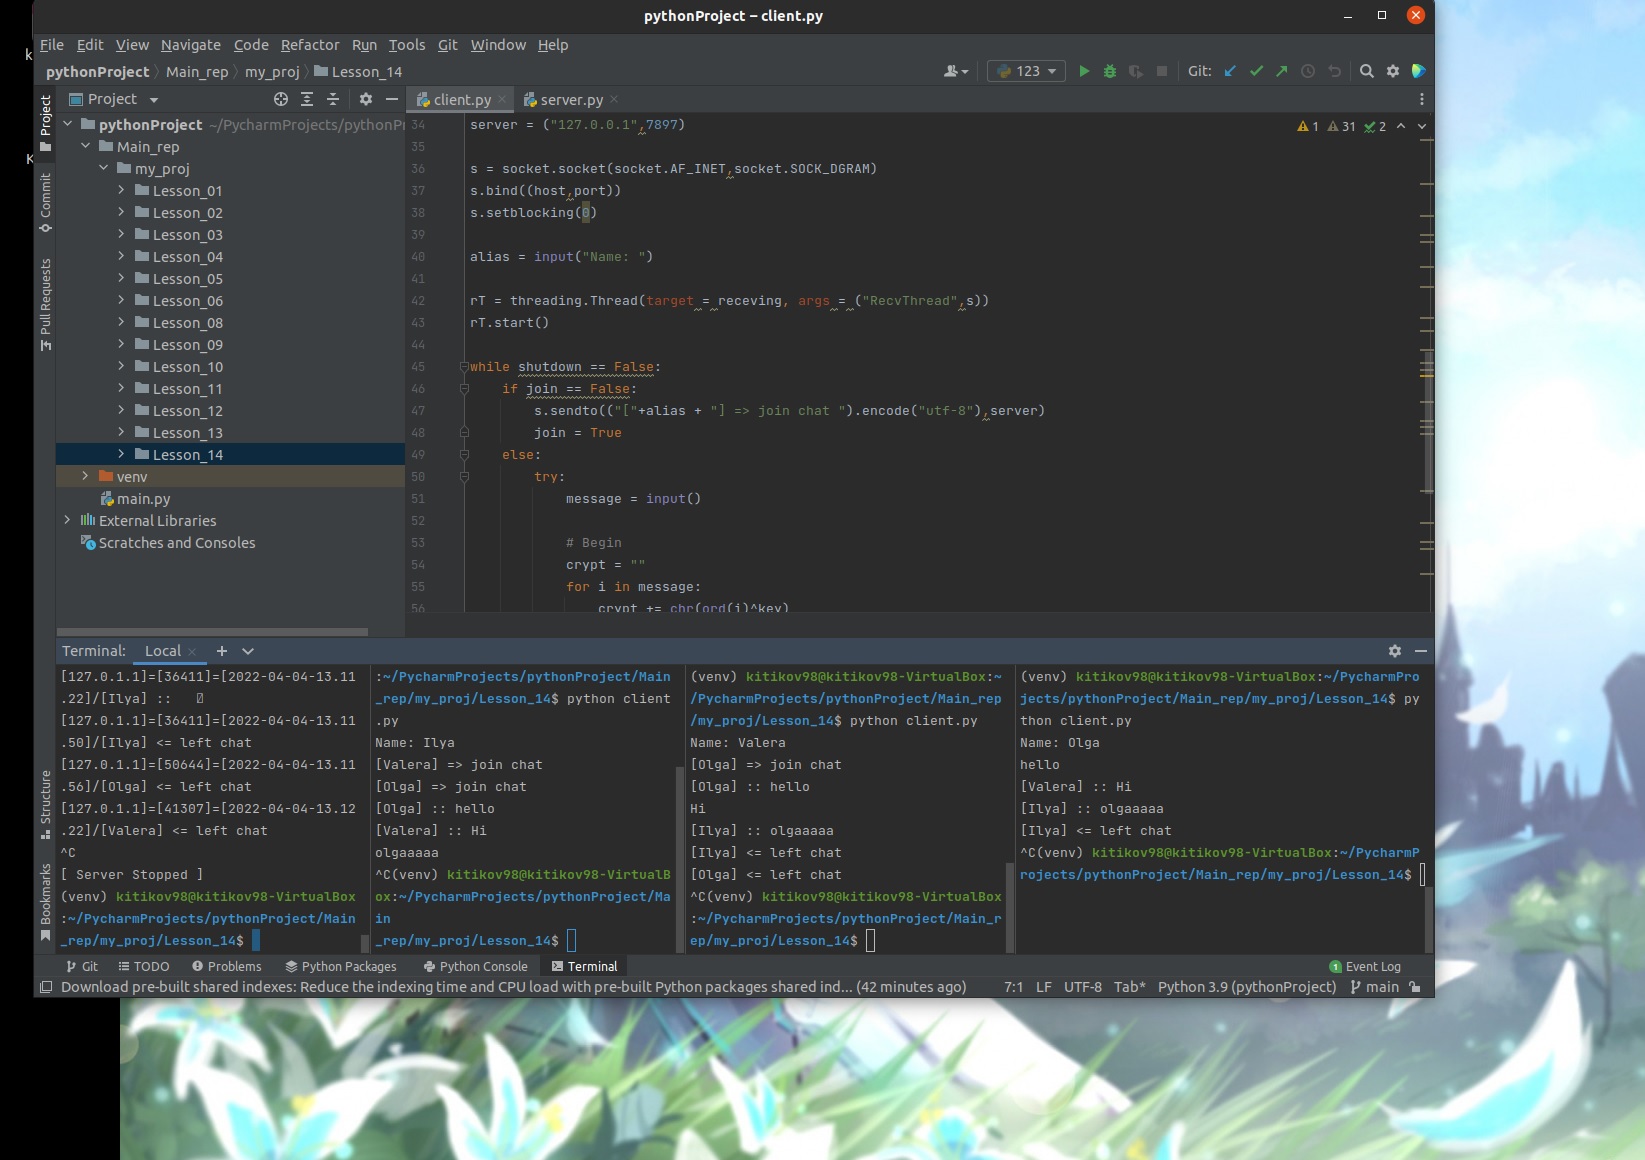 pythonProject – client.py
File Edit View Navigate Code Refactor Run Tools Git Window Help
pythonProject Main_rep my_proj Lesson_14
123 Git:
Project
client.py
server.py
Project
Commit
Pull Requests
Structure
Bookmarks
pythonProject ~/PycharmProjects/pythonP
Main_rep
my_proj
Lesson_01
Lesson_02
Lesson_03
Lesson_04
Lesson_05
Lesson_06
Lesson_08
Lesson_09
Lesson_10
Lesson_11
Lesson_12
Lesson_13
Lesson_14
venv
main.py
External Libraries
Scratches and Consoles
1 31 2
34 server = ("127.0.0.1",7897)
35
36 s = socket.socket(socket.AF_INET,socket.SOCK_DGRAM)
37 s.bind((host,port))
38 s.setblocking(0)
39
40 alias = input("Name: ")
41
42 rT = threading.Thread(target = receving, args = ("RecvThread",s))
43 rT.start()
44
45 while shutdown == False:
46 if join == False:
47 s.sendto(("["+alias + "] => join chat ").encode("utf-8"),server)
48 join = True
49 else:
50 try:
51 message = input()
52
53 # Begin
54 crypt = ""
55 for i in message:
56 crypt += chr(ord(i)^key)
Terminal: Local
[127.0.1.1]=[36411]=[2022-04-04-13.11
.22]/[Ilya] ::
[127.0.1.1]=[36411]=[2022-04-04-13.11
.50]/[Ilya] <= left chat
[127.0.1.1]=[50644]=[2022-04-04-13.11
.56]/[Olga] <= left chat
[127.0.1.1]=[41307]=[2022-04-04-13.12
.22]/[Valera] <= left chat
^C
[ Server Stopped ]
(venv) kitikov98@kitikov98-VirtualBox
:~/PycharmProjects/pythonProject/Main
_rep/my_proj/Lesson_14$
:~/PycharmProjects/pythonProject/Main
_rep/my_proj/Lesson_14$ python client
.py
Name: Ilya
[Valera] => join chat
[Olga] => join chat
[Olga] :: hello
[Valera] :: Hi
olgaaaaa
^C(venv) kitikov98@kitikov98-VirtualB
ox:~/PycharmProjects/pythonProject/Ma
in
_rep/my_proj/Lesson_14$
(venv) kitikov98@kitikov98-VirtualBox:~
/PycharmProjects/pythonProject/Main_rep
/my_proj/Lesson_14$ python client.py
Name: Valera
[Olga] => join chat
[Olga] :: hello
Hi
[Ilya] :: olgaaaaa
[Ilya] <= left chat
[Olga] <= left chat
^C(venv) kitikov98@kitikov98-VirtualBox
:~/PycharmProjects/pythonProject/Main_r
ep/my_proj/Lesson_14$
(venv) kitikov98@kitikov98-VirtualBox:~/PycharmPro
jects/pythonProject/Main_rep/my_proj/Lesson_14$ py
thon client.py
Name: Olga
hello
[Valera] :: Hi
[Ilya] :: olgaaaaa
[Ilya] <= left chat
^C(venv) kitikov98@kitikov98-VirtualBox:~/PycharmP
rojects/pythonProject/Main_rep/my_proj/Lesson_14$
Git TODO Problems Python Packages Python Console Terminal 1 Event Log
Download pre-built shared indexes: Reduce the indexing time and CPU load with pre-built Python packages shared ind... (42 minutes ago) 7:1 LF UTF-8 Tab* Python 3.9 (pythonProject) main